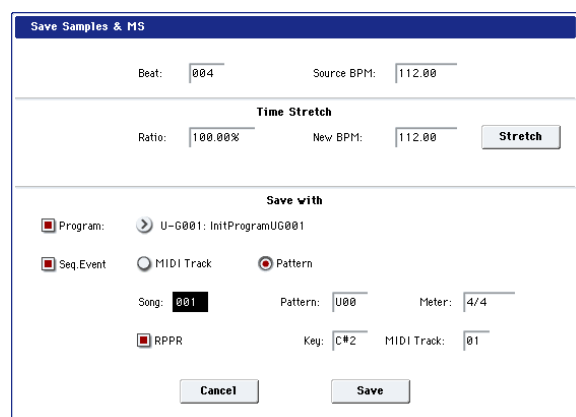 Save Samples & MS
Beat: 004 Source BPM: 112.00
Time Stretch
Ratio: 100.00% New BPM: 112.00 Stretch
Save with
Program: U-G001: InitProgramUG001
Seq.Event MIDI Track Pattern
Song: 001 Pattern: U00 Meter: 4/4
RPPR Key: C#2 MIDI Track: 01
Cancel Save